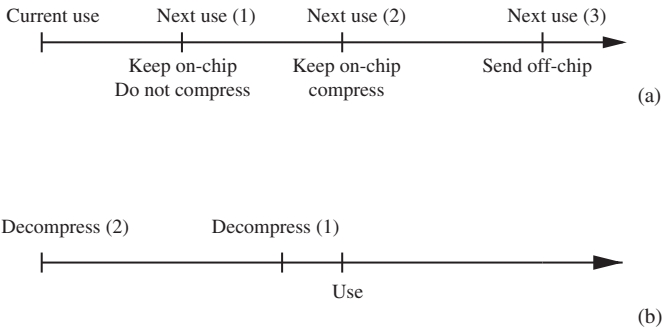 Current use Next use (1) Next use (2) Next use (3)
Keep on-chip Keep on-chip Send off-chip
Do not compress compress
(a)
Decompress (2) Decompress (1)
Use
(b)